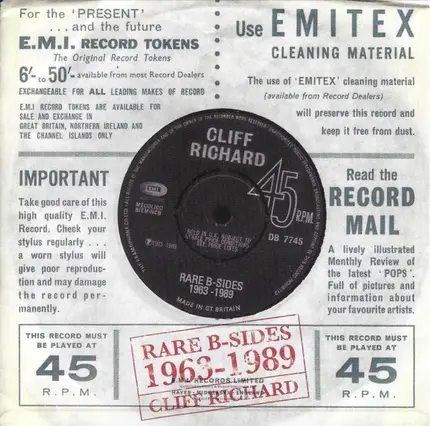 For the 'PRESENT'
... and the future
E.M.I. RECORD TOKENS
The Original Record Tokens
6/- to 50/- available from most Record Dealers
EXCHANGEABLE FOR ALL LEADING MAKES OF RECORD
E.M.I RECORD TOKENS ARE AVAILABLE FOR
SALE AND EXCHANGE IN
GREAT BRITAIN, NORTHERN IRELAND AND
THE CHANNEL ISLANDS ONLY
Use EMITEX
CLEANING MATERIAL
The use of 'EMITEX' cleaning material
(available from Record Dealers)
will preserve this record and
keep it free from dust.
IMPORTANT
Take good care of this
high quality E.M.I.
Record. Check your
stylus regularly . . .
a worn stylus will
give poor reproduc-
tion and may damage
the record per-
manently.
CLIFF
RICHARD
EMI
45
R.P.M.
DB 7745
RARE B-SIDES
1963-1989
MADE IN GT. BRITAIN
Read the
RECORD
MAIL
A lively illustrated
Monthly Review of
the latest 'POPS'.
Full of pictures and
information about
your favourite artists.
THIS RECORD MUST
BE PLAYED AT
45
R.P.M.
RARE B-SIDES
1963-1989
E.M.I. RECORDS LIMITED
CLIFF RICHARD
THIS RECORD MUST
BE PLAYED AT
45
R.P.M.